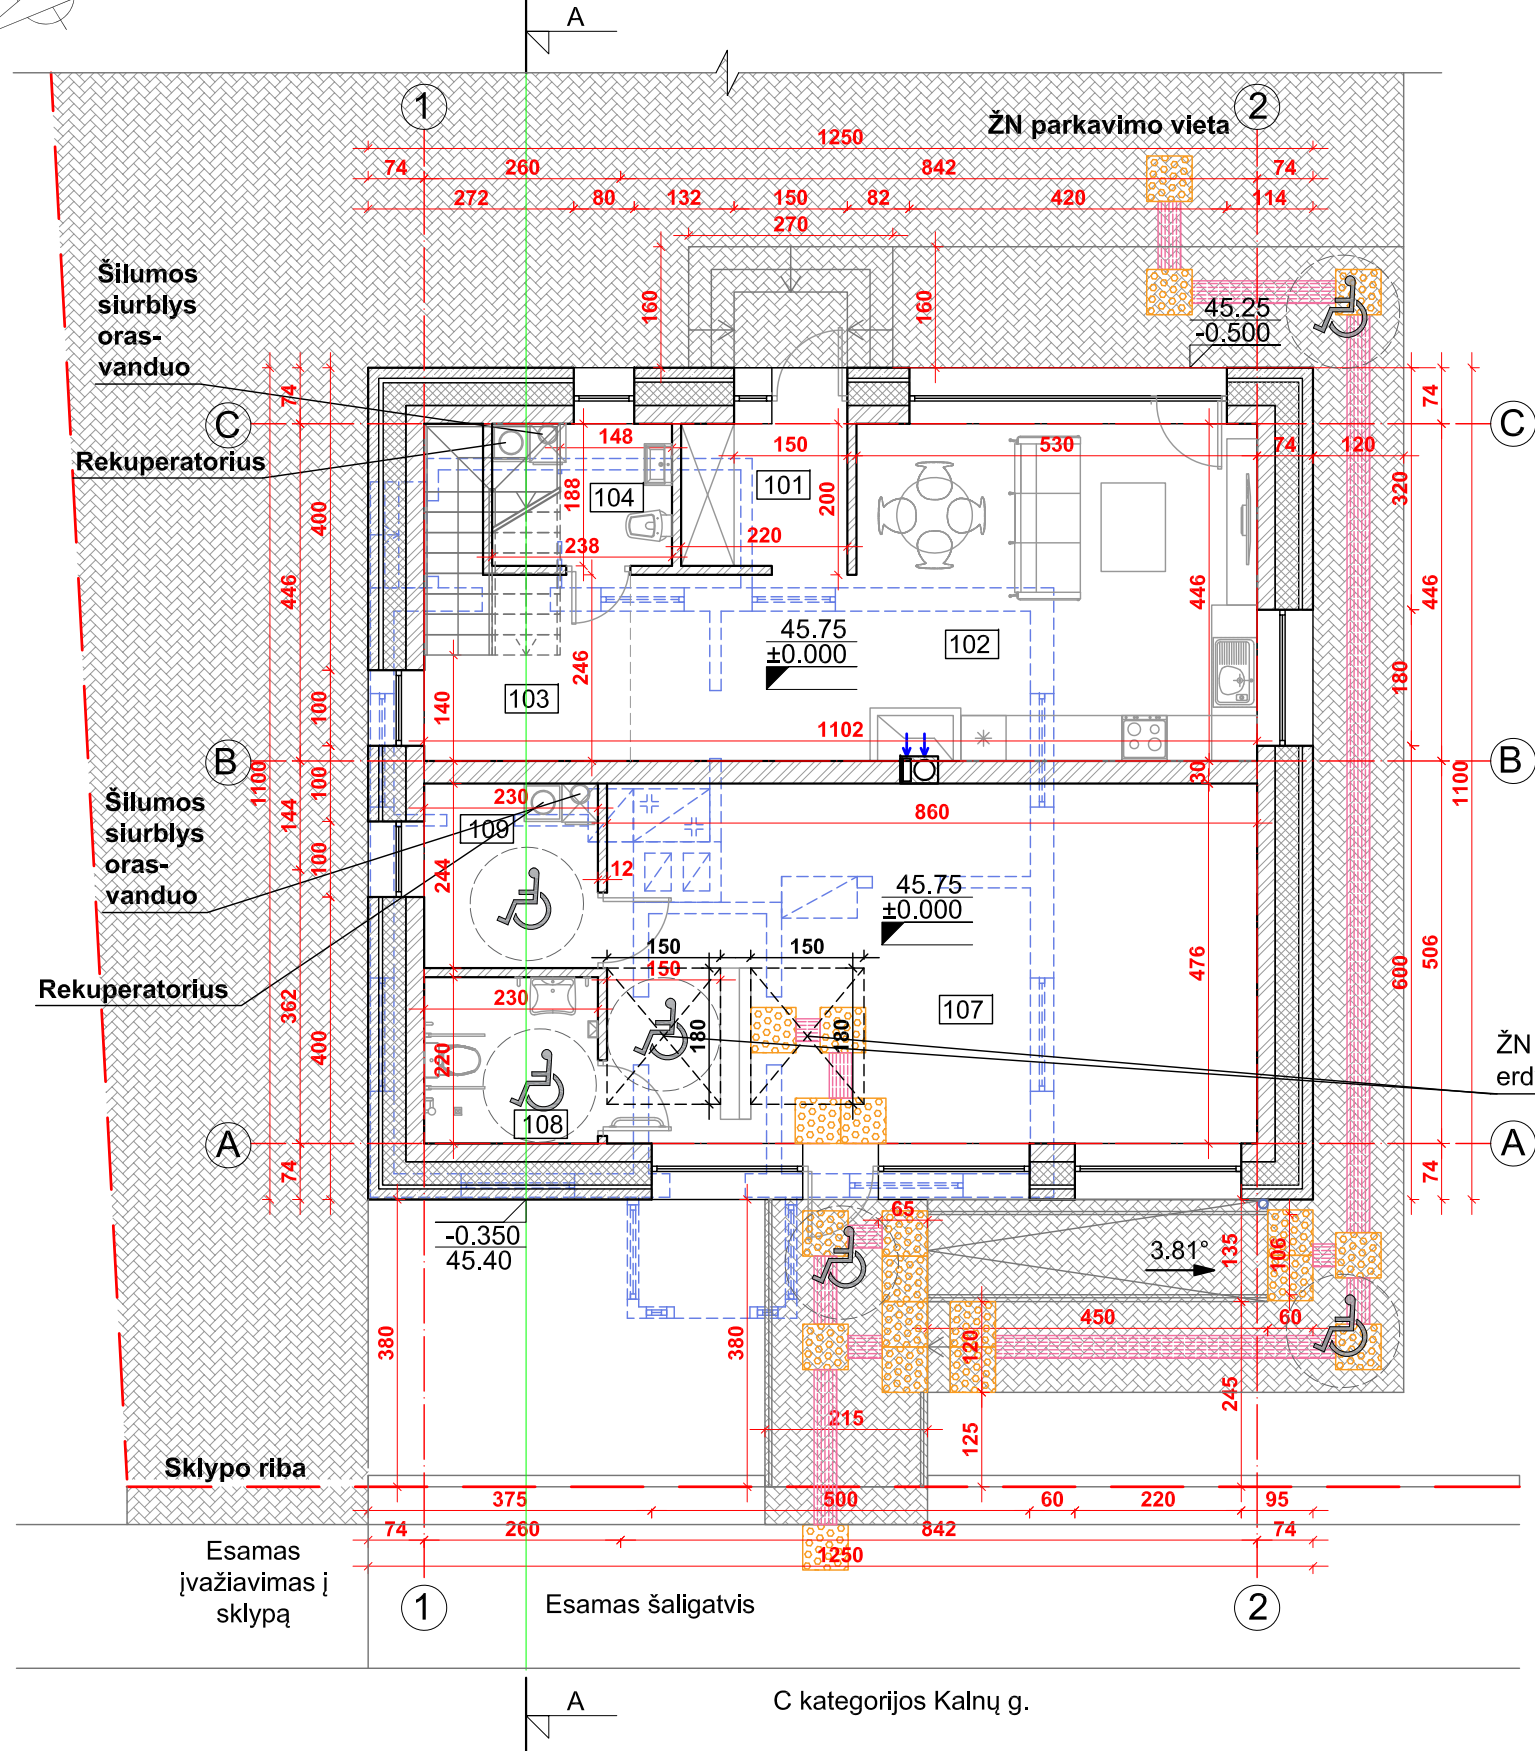 A
1
2
ŽN parkavimo vieta
1250
74 260 842 74
272 80 132 150 82 420 114
270
Šilumos
siurblys
oras-
vanduo
160
160
45.25
-0.500
74
74
C
C
148
150
530
74
120
Rekuperatorius
104
101
188
200
320
400
238
220
446
446
446
45.75
±0.000
102
246
103
140
100
180
1102
B
B
30
1100
1100
Šilumos
siurblys
oras-
vanduo
144
100
230
109
860
100
244
12
45.75
±0.000
150
150
150
476
506
600
Rekuperatorius
230
362
400
180
180
107
220
ŽN
erd
108
A
A
74
74
65
-0.350
45.40
3.81°
135
106
450
60
380
380
120
245
215
125
Sklypo riba
375 500 60 220 95
74 260 842 74
1250
Esamas
įvažiavimas į
sklypą
1
Esamas šaligatvis
2
A
C kategorijos Kalnų g.